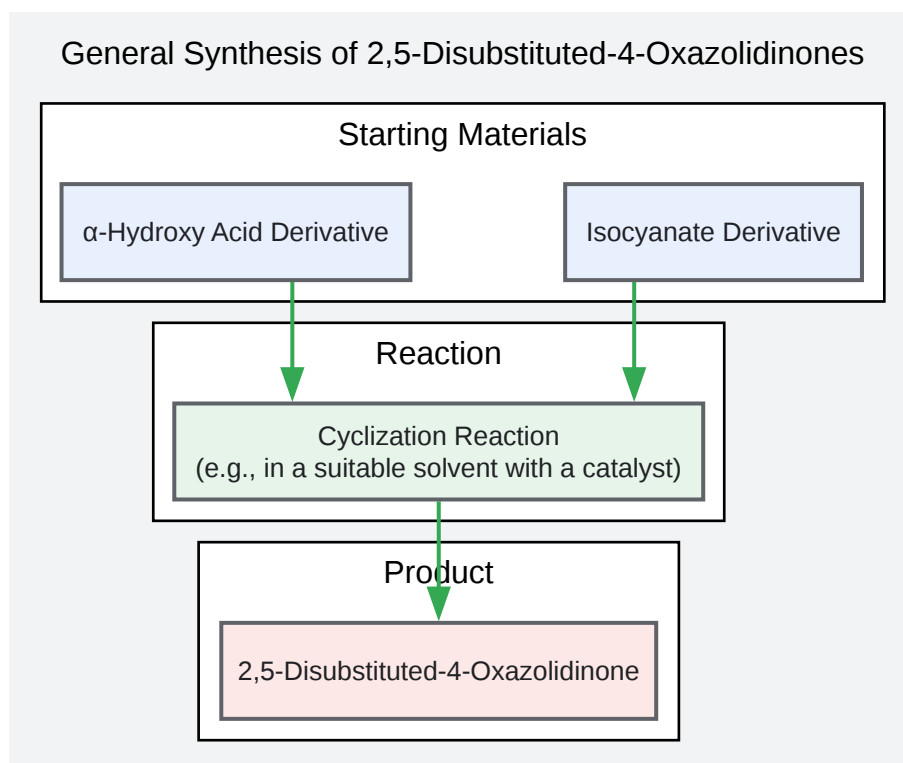 General Synthesis of 2,5-Disubstituted-4-Oxazolidinones
Starting Materials
α-Hydroxy Acid Derivative
Isocyanate Derivative
Reaction
Cyclization Reaction
(e.g., in a suitable solvent with a catalyst)
Product
2,5-Disubstituted-4-Oxazolidinone